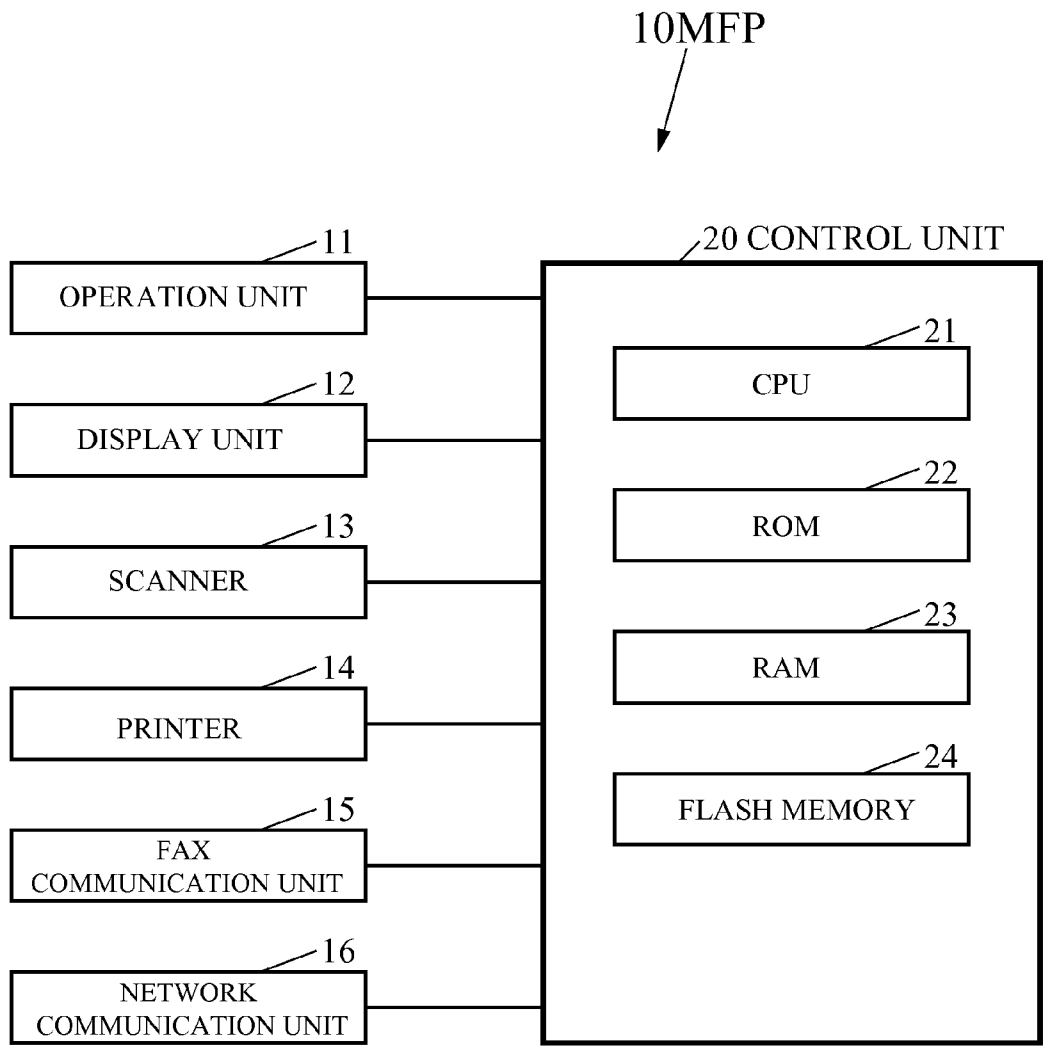 10MFP
11
OPERATION UNIT
12
DISPLAY UNIT
13
SCANNER
14
PRINTER
15
FAX
COMMUNICATION UNIT
16
NETWORK
COMMUNICATION UNIT
20 CONTROL UNIT
21
CPU
22
ROM
23
RAM
24
FLASH MEMORY